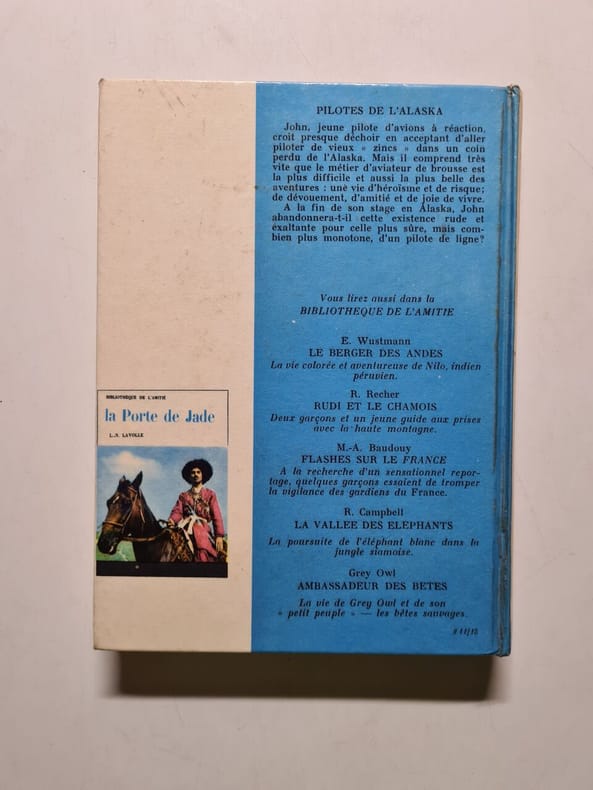 PILOTES DE L'ALASKA
John, jeune pilote d'avions à réaction,
croit presque déchoir en acceptant d'aller
piloter de vieux « zincs » dans un coin
perdu de l'Alaska. Mais il comprend très
vite que le métier d'aviateur de brousse est
la plus difficile et aussi la plus belle des
aventures : une vie d'héroïsme et de risque;
de dévouement, d'amitié et de joie de vivre.
A la fin de son stage en Alaska, John
abandonnera-t-il cette existence rude et
exaltante pour celle plus sûre, mais com-
bien plus monotone, d'un pilote de ligne?
Vous lirez aussi dans la
BIBLIOTHEQUE DE L'AMITIE
E. Wustmann
LE BERGER DES ANDES
La vie colorée et aventureuse de Nilo, indien
péruvien.
R. Recher
RUDI ET LE CHAMOIS
Deux garçons et un jeune guide aux prises
avec la haute montagne.
M.-A. Baudouy
FLASHES SUR LE FRANCE
A la recherche d'un sensationnel repor-
tage, quelques garçons essaient de tromper
la vigilance des gardiens du France.
R. Campbell
LA VALLEE DES ELEPHANTS
La poursuite de l'éléphant blanc dans la
jungle siamoise.
Grey Owl
AMBASSADEUR DES BETES
La vie de Grey Owl et de son
« petit peuple » — les bêtes sauvages.
BIBLIOTHEQUE DE L'AMITIÉ
la Porte de Jade
L.-N. LAVOLLE